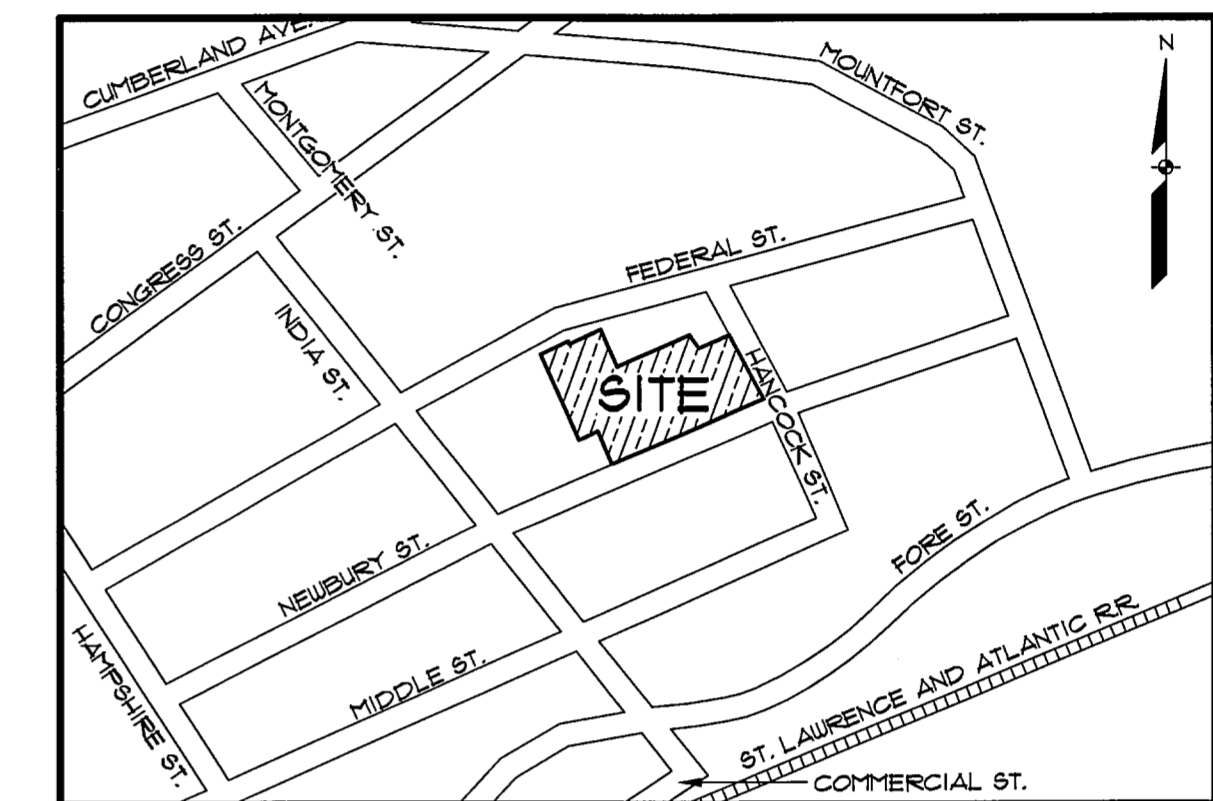 CUMBERLAND AVE.
MOUNTFORT ST.
N
MONTGOMERY ST.
CONGRESS ST.
FEDERAL ST.
INDIA ST.
HANCOCK ST.
SITE
FORE ST.
NEWBURY ST.
HAMPSHIRE ST.
MIDDLE ST.
ST. LAWRENCE AND ATLANTIC RR
COMMERCIAL ST.